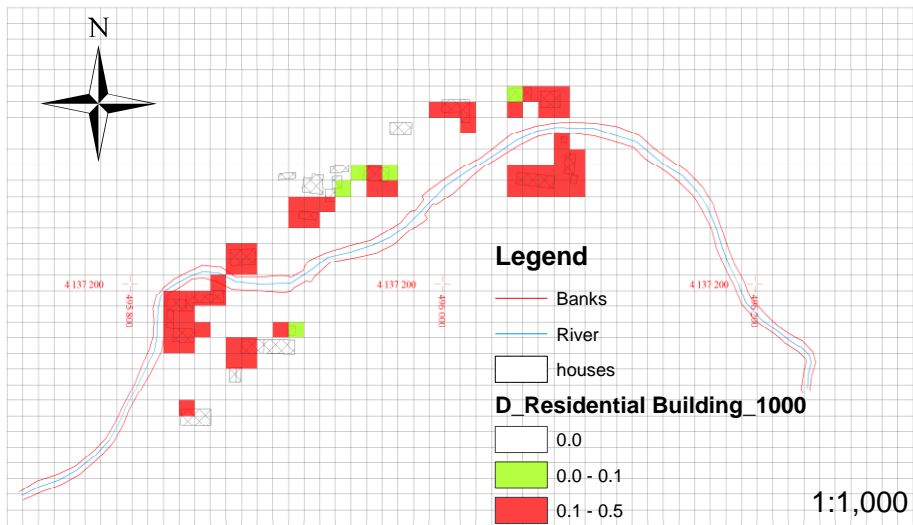 N
4 137 200
4 137 200
4 137 200
495 800
496 000
496 200
Legend
Banks
River
houses
D_Residential Building_1000
0.0
0.0 - 0.1
0.1 - 0.5
1:1,000